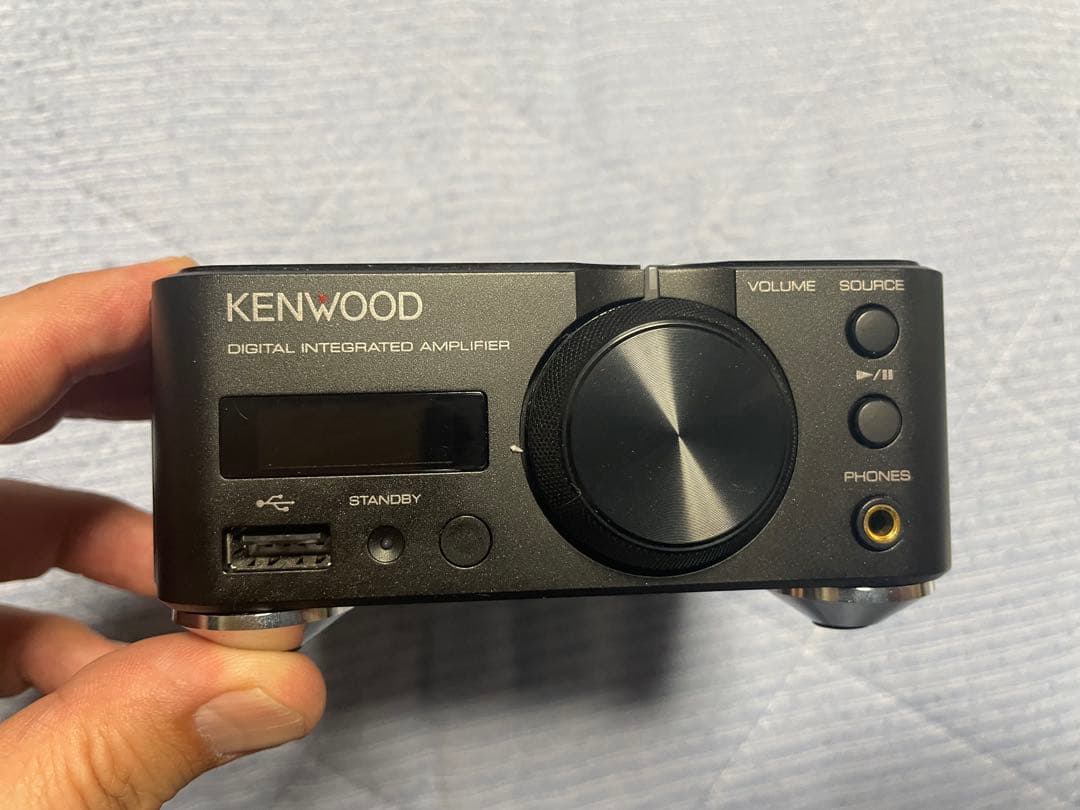 KENWOOD
DIGITAL INTEGRATED AMPLIFIER
VOLUME
SOURCE
►/II
STANDBY
PHONES